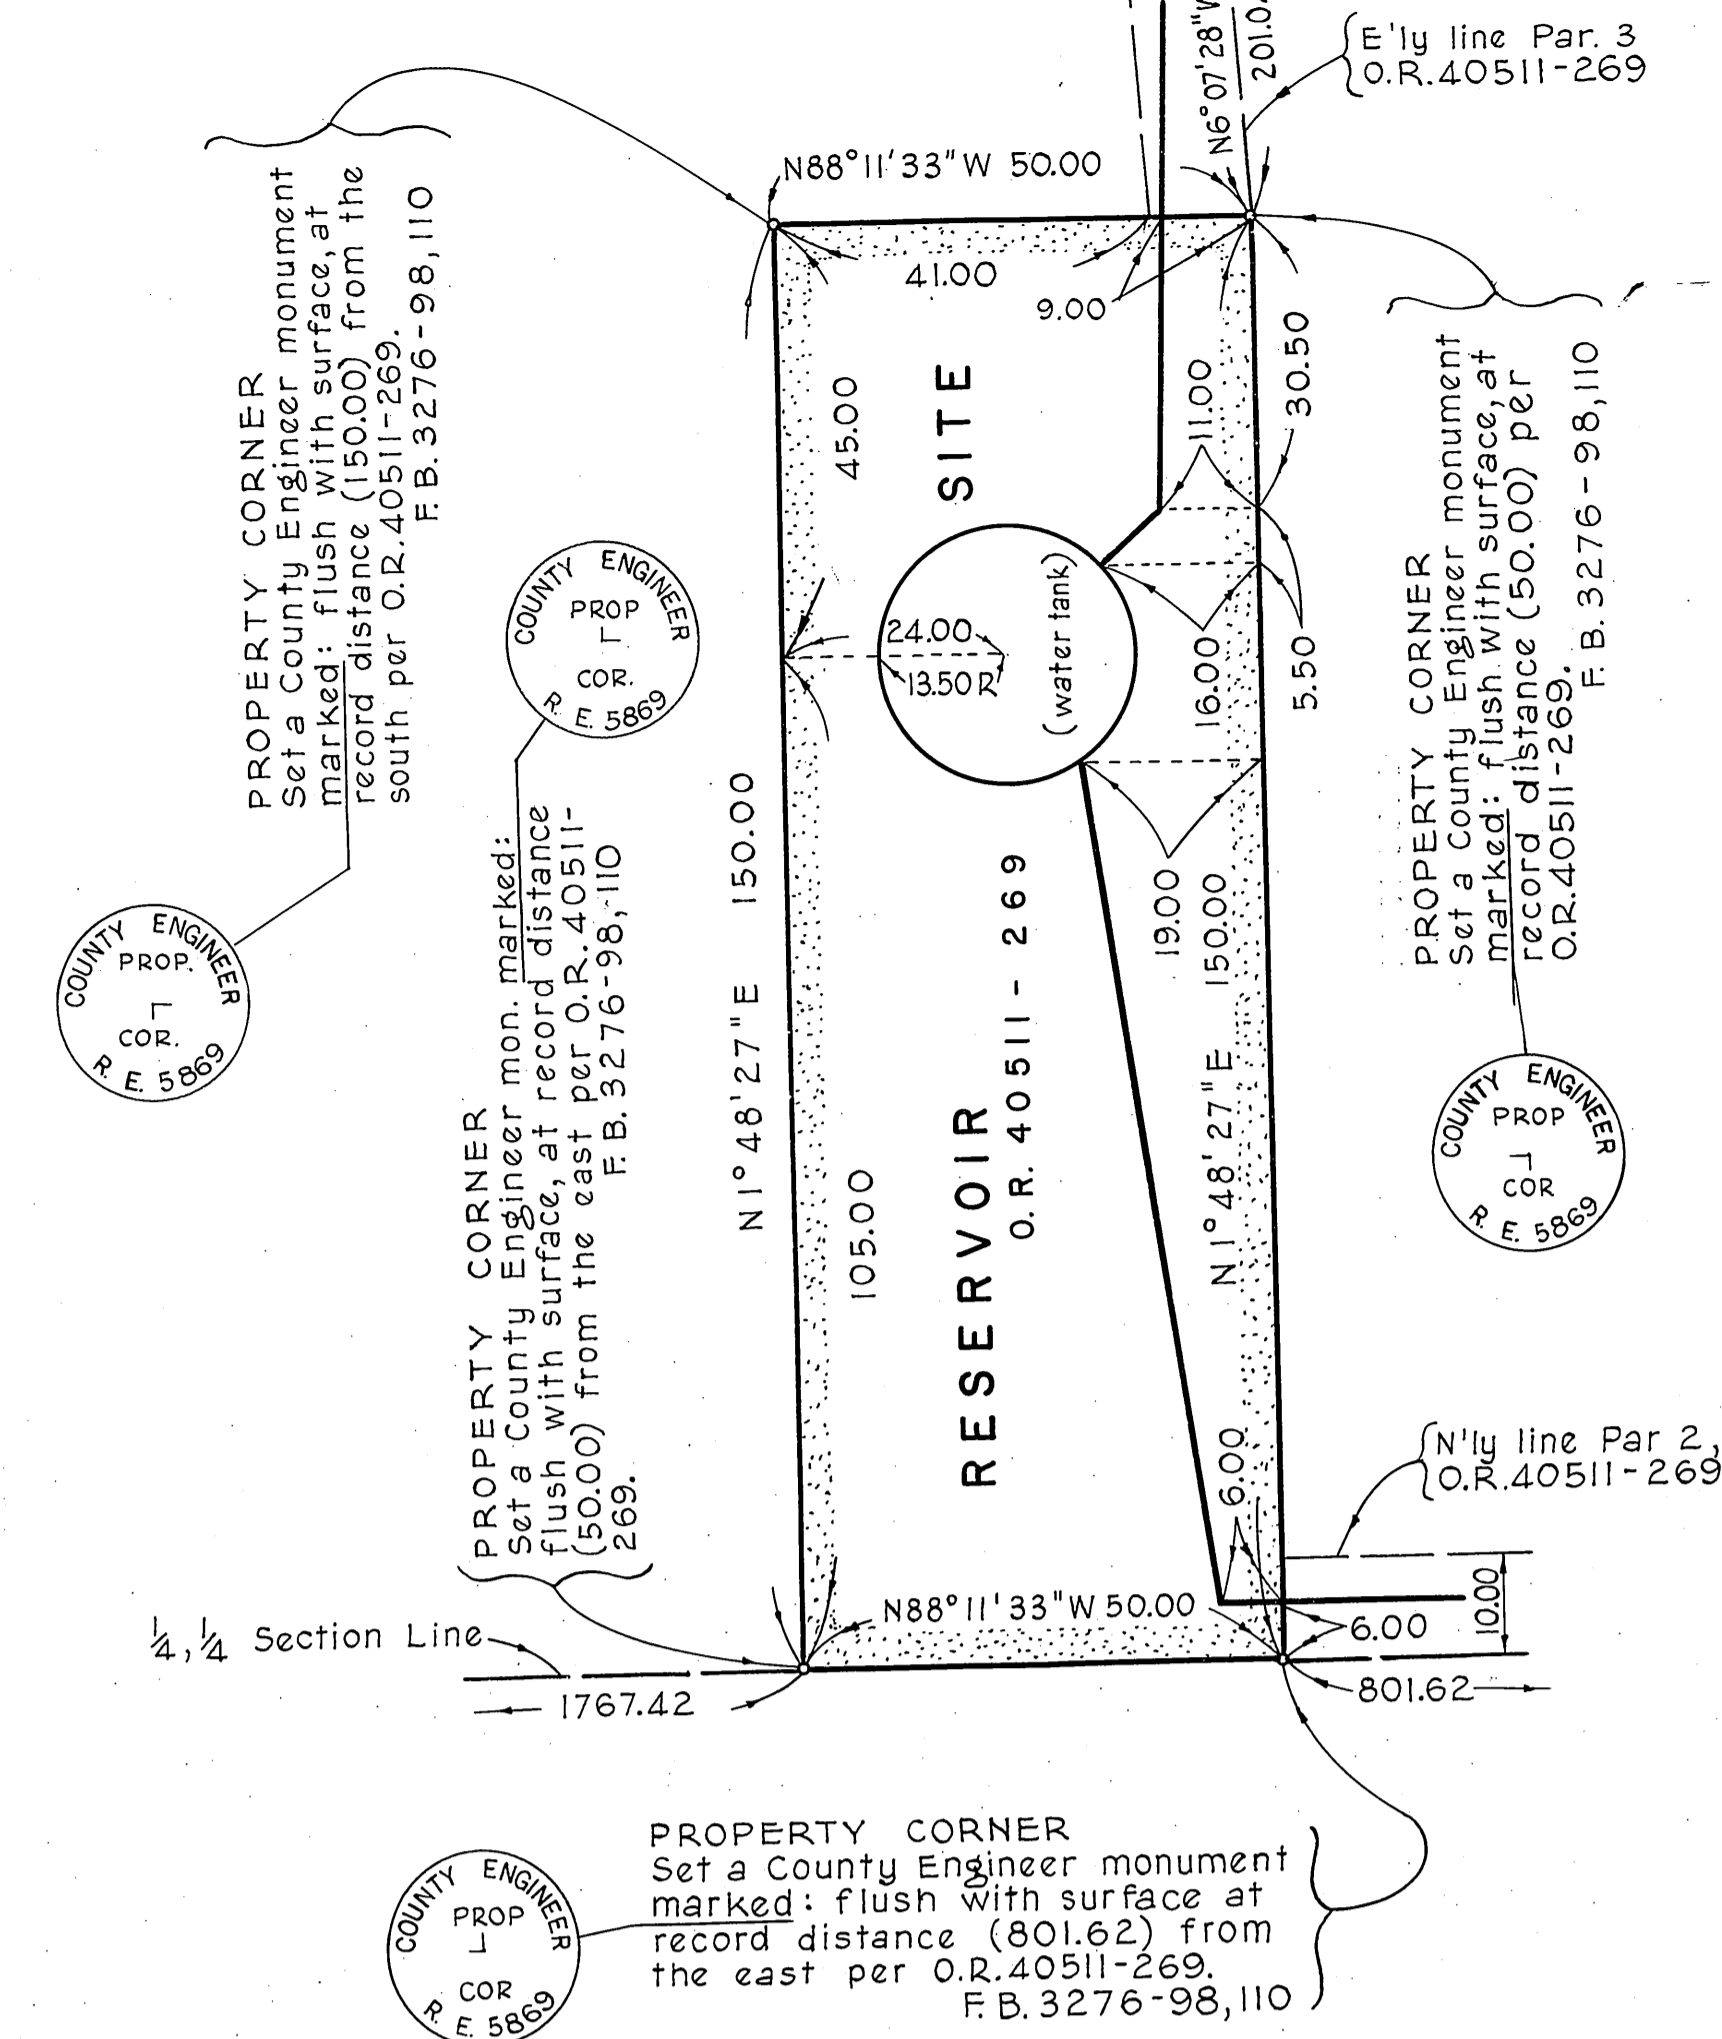 E'ly line Par. 3
O.R.40511-269
N6°07'28"W
201.0
N88°11'33"W 50.00
41.00
9.00
PROPERTY CORNER
Set a County Engineer monument
marked: flush with surface, at
record distance (150.00) from the
south per O.R.40511-269.
F.B.3276-98,110
COUNTY ENGINEER
PROP.
COR.
R. E. 5869
45.00
SITE
11.00
30.50
24.00
13.50 R
(water tank)
16.00
5.50
PROPERTY CORNER
Set a County Engineer monument
marked: flush with surface, at
record distance (50.00) per
O.R.40511-269.
F.B.3276-98,110
COUNTY ENGINEER
PROP
COR
R. E. 5869
COUNTY ENGINEER
PROP
COR.
R. E. 5869
PROPERTY CORNER
Set a County Engineer mon. marked:
flush with surface, at record distance
(50.00) from the east per O.R.40511-
269.
F.B.3276-98,110
N1°48'27"E 150.00
105.00
RESERVOIR
O.R. 40511-269
19.00
N1°48'27"E 150.00
6.00
N'ly line Par 2,
O.R.40511-269
N88°11'33"W 50.00
6.00
10.00
¼,¼ Section Line
1767.42
801.62
PROPERTY CORNER
Set a County Engineer monument
marked: flush with surface at
record distance (801.62) from
the east per O.R.40511-269.
F.B.3276-98,110
COUNTY ENGINEER
PROP
COR
R. E. 5869